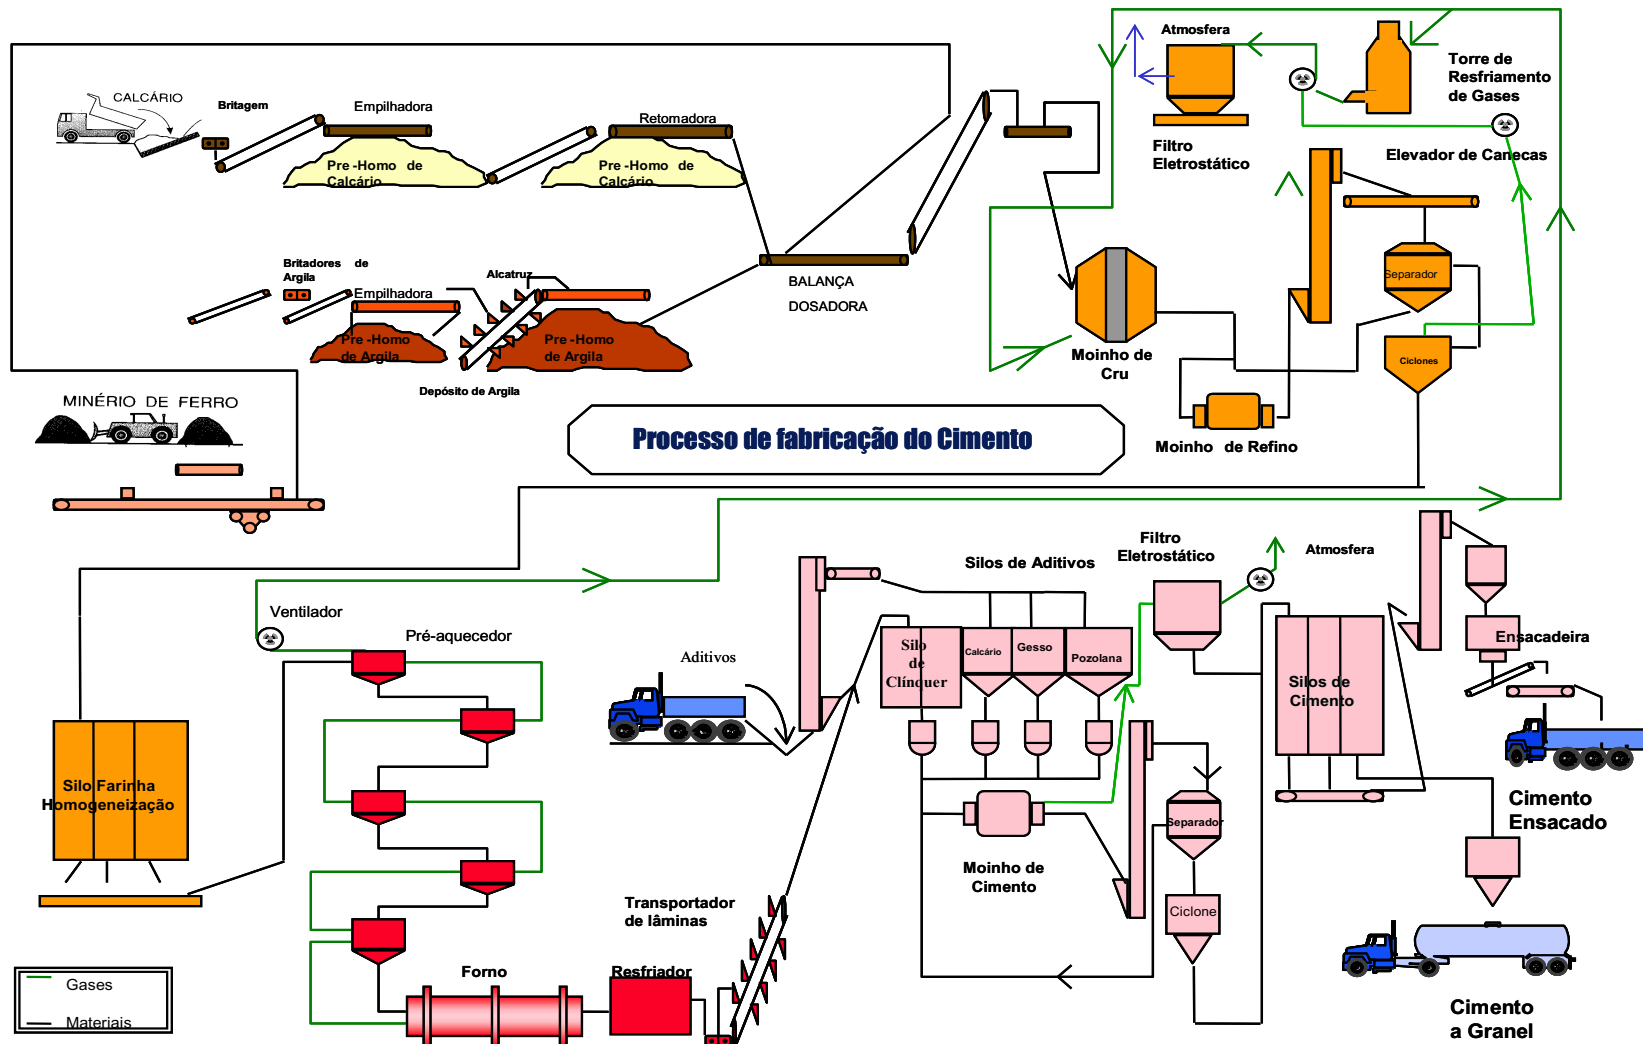 CALCÁRIO
Britagem
Empilhadora
Retomadora
Pre -Homo de
Calcário
Pre -Homo de
Calcário
Atmosfera
Torre de
Resfriamento
de Gases
Filtro
Eletrostático
Elevador de Canecas
Separador
Ciclones
Britadores de
Argila
Empilhadora
Alcatruz
Pre -Homo
de Argila
Pre -Homo
de Argila
Depósito de Argila
BALANÇA
DOSADORA
Moinho de
Cru
Moinho de Refino
MINÉRIO DE FERRO
Processo de fabricação do Cimento
Ventilador
Pré-aquecedor
Silo Farinha
Homogeneização
Aditivos
Silos de Aditivos
Silo
de
Clínquer
Calcário
Gesso
Pozolana
Filtro
Eletrostático
Atmosfera
Silos de
Cimento
Ensacadeira
Cimento
Ensacado
Moinho de
Cimento
Separador
Ciclone
Transportador
de lâminas
Forno
Resfriador
Cimento
a Granel
Gases
Materiais